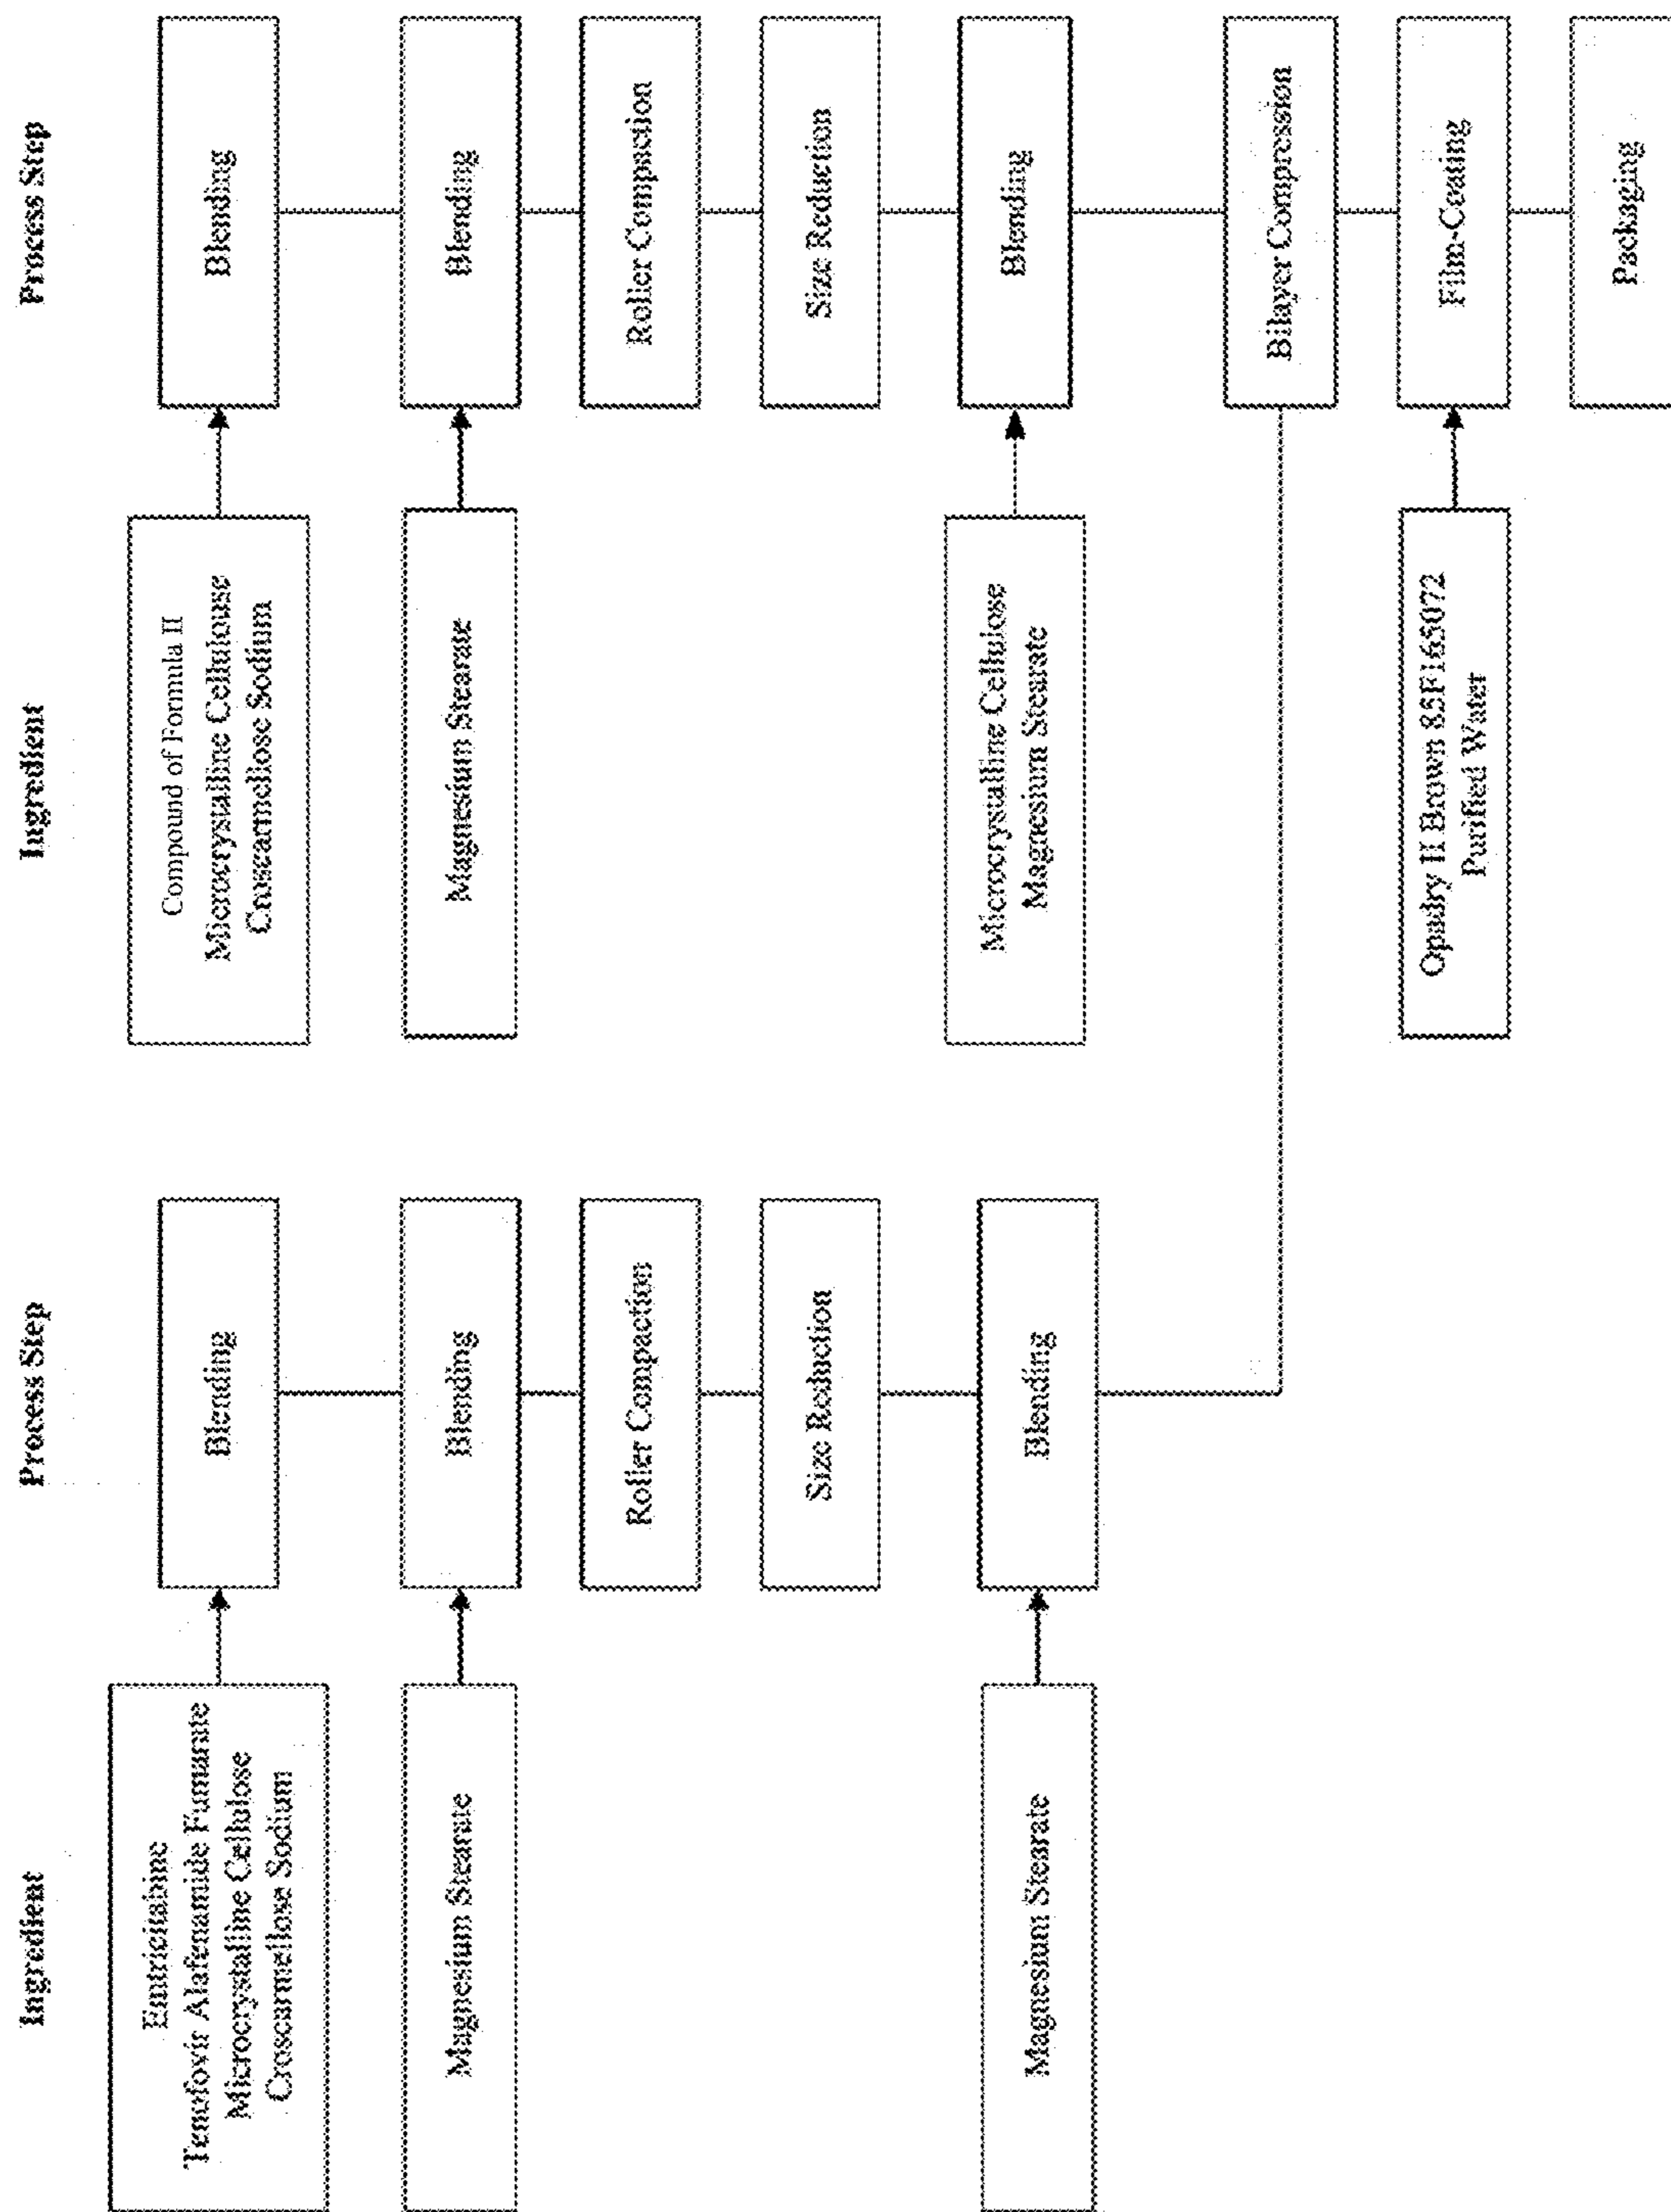 Ingredient
Process Step
Ingredient
Process Step
Emtricitabine
Tenofovir Alafenamide Fumarate
Microcrystalline Cellulose
Croscarmellose Sodium
Blending
Compound of Formula II
Microcrystalline Cellulouse
Croscarmellose Sodium
Blending
Magnesium Stearate
Blending
Magnesium Stearate
Blending
Roller Compaction
Roller Compaction
Size Reduction
Size Reduction
Magnesium Stearate
Blending
Microcrystalline Cellulose
Magnesium Stearate
Blending
Bilayer Compression
Opadry II Brown 85F165072
Purified Water
Film-Coating
Packaging